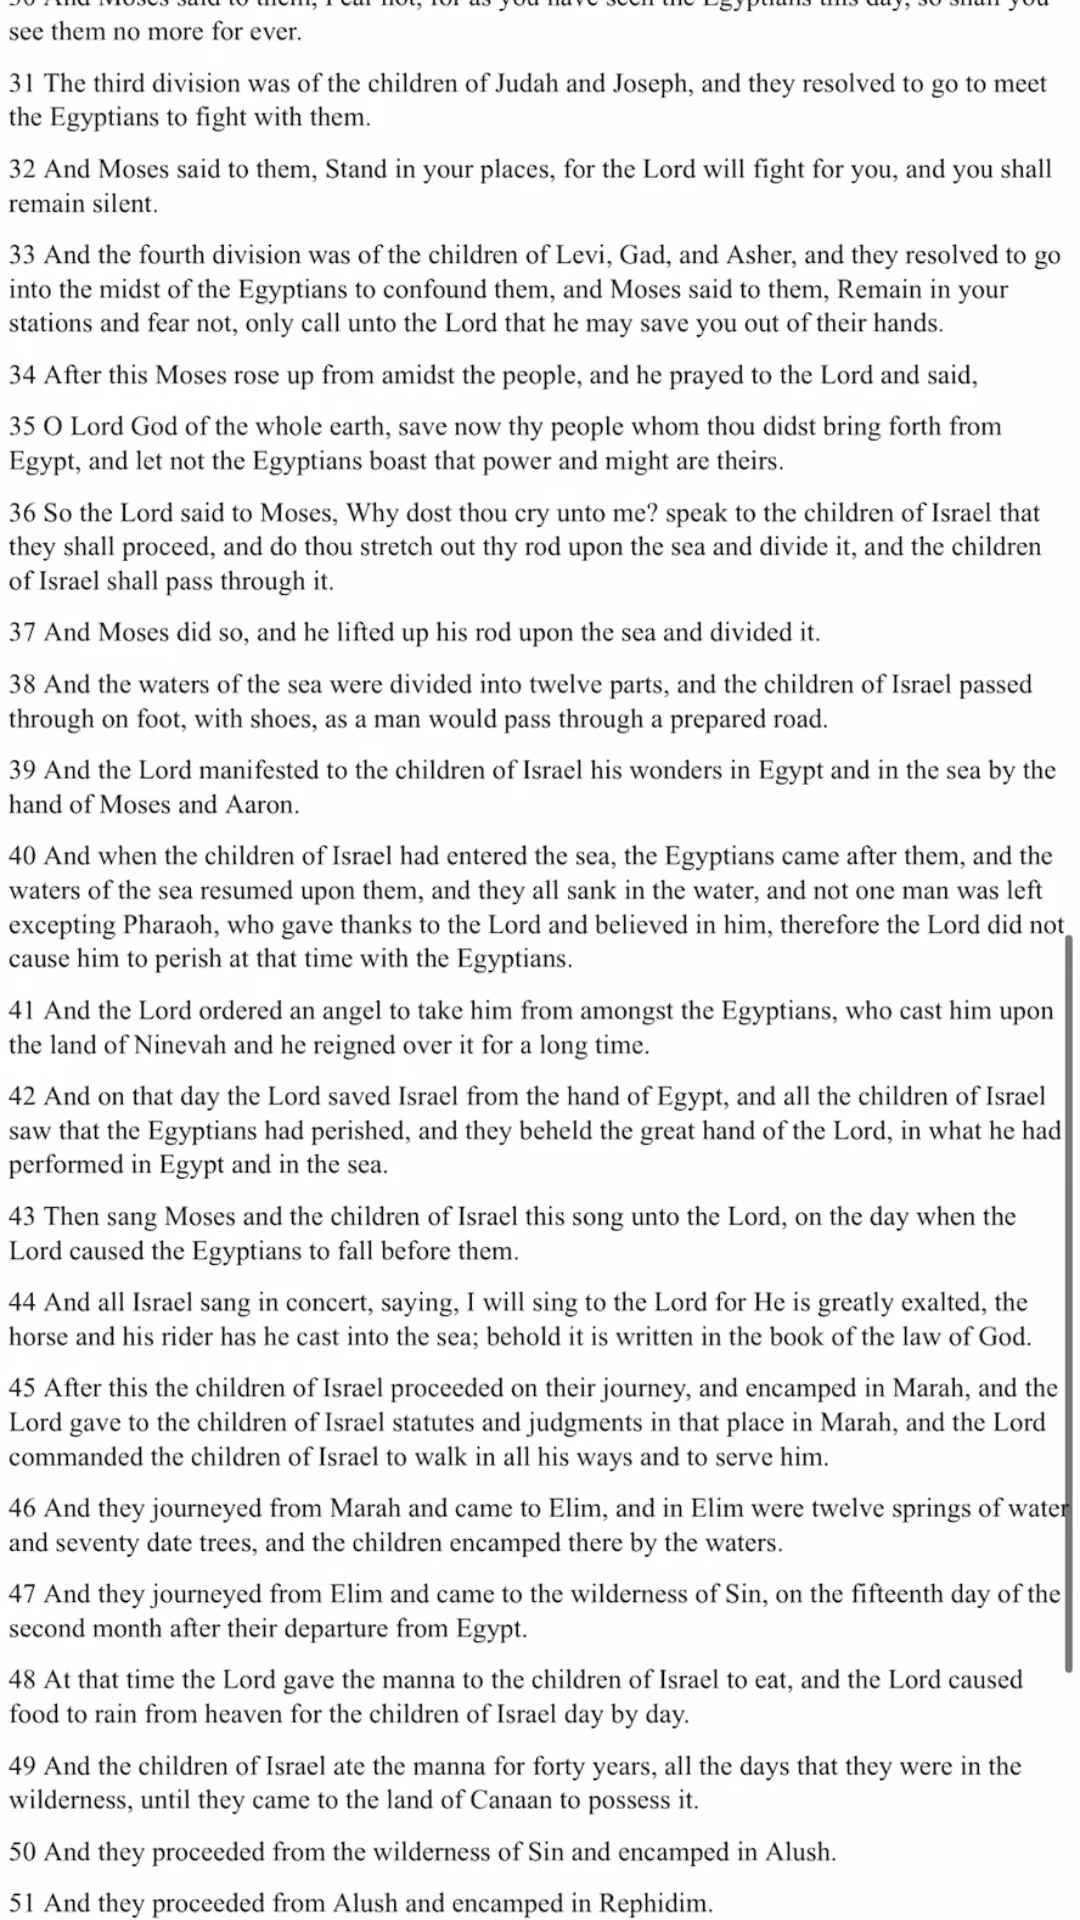 30 And Moses said to them, Fear not, for as you have seen the Egyptians this day, so shall you
see them no more for ever.
31 The third division was of the children of Judah and Joseph, and they resolved to go to meet
the Egyptians to fight with them.
32 And Moses said to them, Stand in your places, for the Lord will fight for you, and you shall
remain silent.
33 And the fourth division was of the children of Levi, Gad, and Asher, and they resolved to go
into the midst of the Egyptians to confound them, and Moses said to them, Remain in your
stations and fear not, only call unto the Lord that he may save you out of their hands.
34 After this Moses rose up from amidst the people, and he prayed to the Lord and said,
35 O Lord God of the whole earth, save now thy people whom thou didst bring forth from
Egypt, and let not the Egyptians boast that power and might are theirs.
36 So the Lord said to Moses, Why dost thou cry unto me? speak to the children of Israel that
they shall proceed, and do thou stretch out thy rod upon the sea and divide it, and the children
of Israel shall pass through it.
37 And Moses did so, and he lifted up his rod upon the sea and divided it.
38 And the waters of the sea were divided into twelve parts, and the children of Israel passed
through on foot, with shoes, as a man would pass through a prepared road.
39 And the Lord manifested to the children of Israel his wonders in Egypt and in the sea by the
hand of Moses and Aaron.
40 And when the children of Israel had entered the sea, the Egyptians came after them, and the
waters of the sea resumed upon them, and they all sank in the water, and not one man was left
excepting Pharaoh, who gave thanks to the Lord and believed in him, therefore the Lord did not
cause him to perish at that time with the Egyptians.
41 And the Lord ordered an angel to take him from amongst the Egyptians, who cast him upon
the land of Ninevah and he reigned over it for a long time.
42 And on that day the Lord saved Israel from the hand of Egypt, and all the children of Israel
saw that the Egyptians had perished, and they beheld the great hand of the Lord, in what he had
performed in Egypt and in the sea.
43 Then sang Moses and the children of Israel this song unto the Lord, on the day when the
Lord caused the Egyptians to fall before them.
44 And all Israel sang in concert, saying, I will sing to the Lord for He is greatly exalted, the
horse and his rider has he cast into the sea; behold it is written in the book of the law of God.
45 After this the children of Israel proceeded on their journey, and encamped in Marah, and the
Lord gave to the children of Israel statutes and judgments in that place in Marah, and the Lord
commanded the children of Israel to walk in all his ways and to serve him.
46 And they journeyed from Marah and came to Elim, and in Elim were twelve springs of water
and seventy date trees, and the children encamped there by the waters.
47 And they journeyed from Elim and came to the wilderness of Sin, on the fifteenth day of the
second month after their departure from Egypt.
48 At that time the Lord gave the manna to the children of Israel to eat, and the Lord caused
food to rain from heaven for the children of Israel day by day.
49 And the children of Israel ate the manna for forty years, all the days that they were in the
wilderness, until they came to the land of Canaan to possess it.
50 And they proceeded from the wilderness of Sin and encamped in Alush.
51 And they proceeded from Alush and encamped in Rephidim.